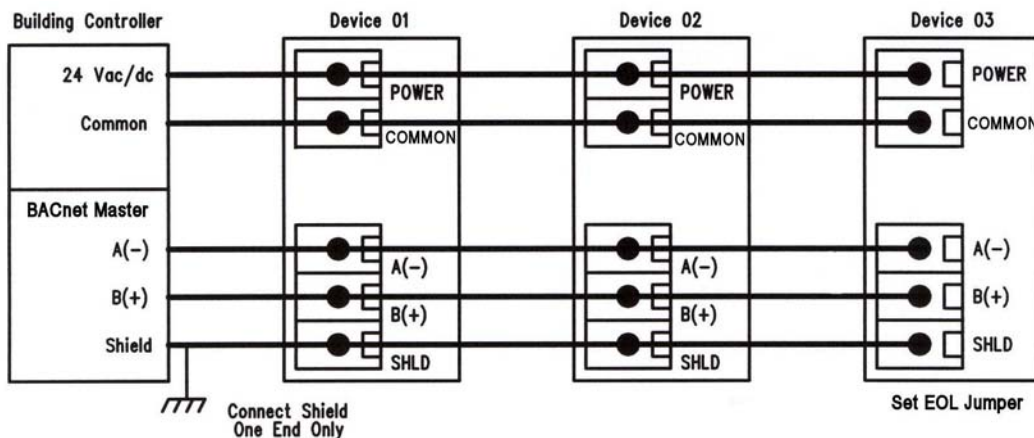 Building Controller
Device 01
Device 02
Device 03
24 Vac/dc
POWER
POWER
POWER
Common
COMMON
COMMON
COMMON
BACnet Master
A(-)
A(-)
A(-)
A(-)
B(+)
B(+)
B(+)
B(+)
Shield
SHLD
SHLD
SHLD
Connect Shield
One End Only
Set EOL Jumper